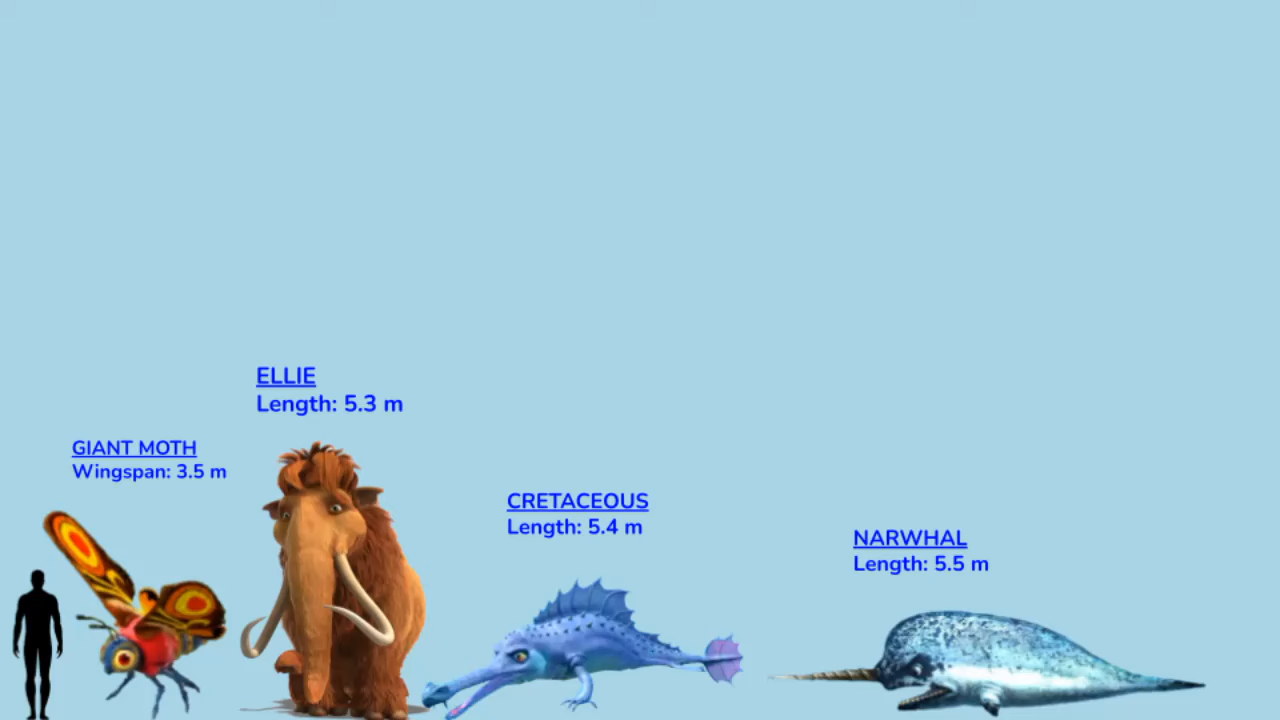 GIANT MOTH
Wingspan: 3.5 m
ELLIE
Length: 5.3 m
CRETACEOUS
Length: 5.4 m
NARWHAL
Length: 5.5 m